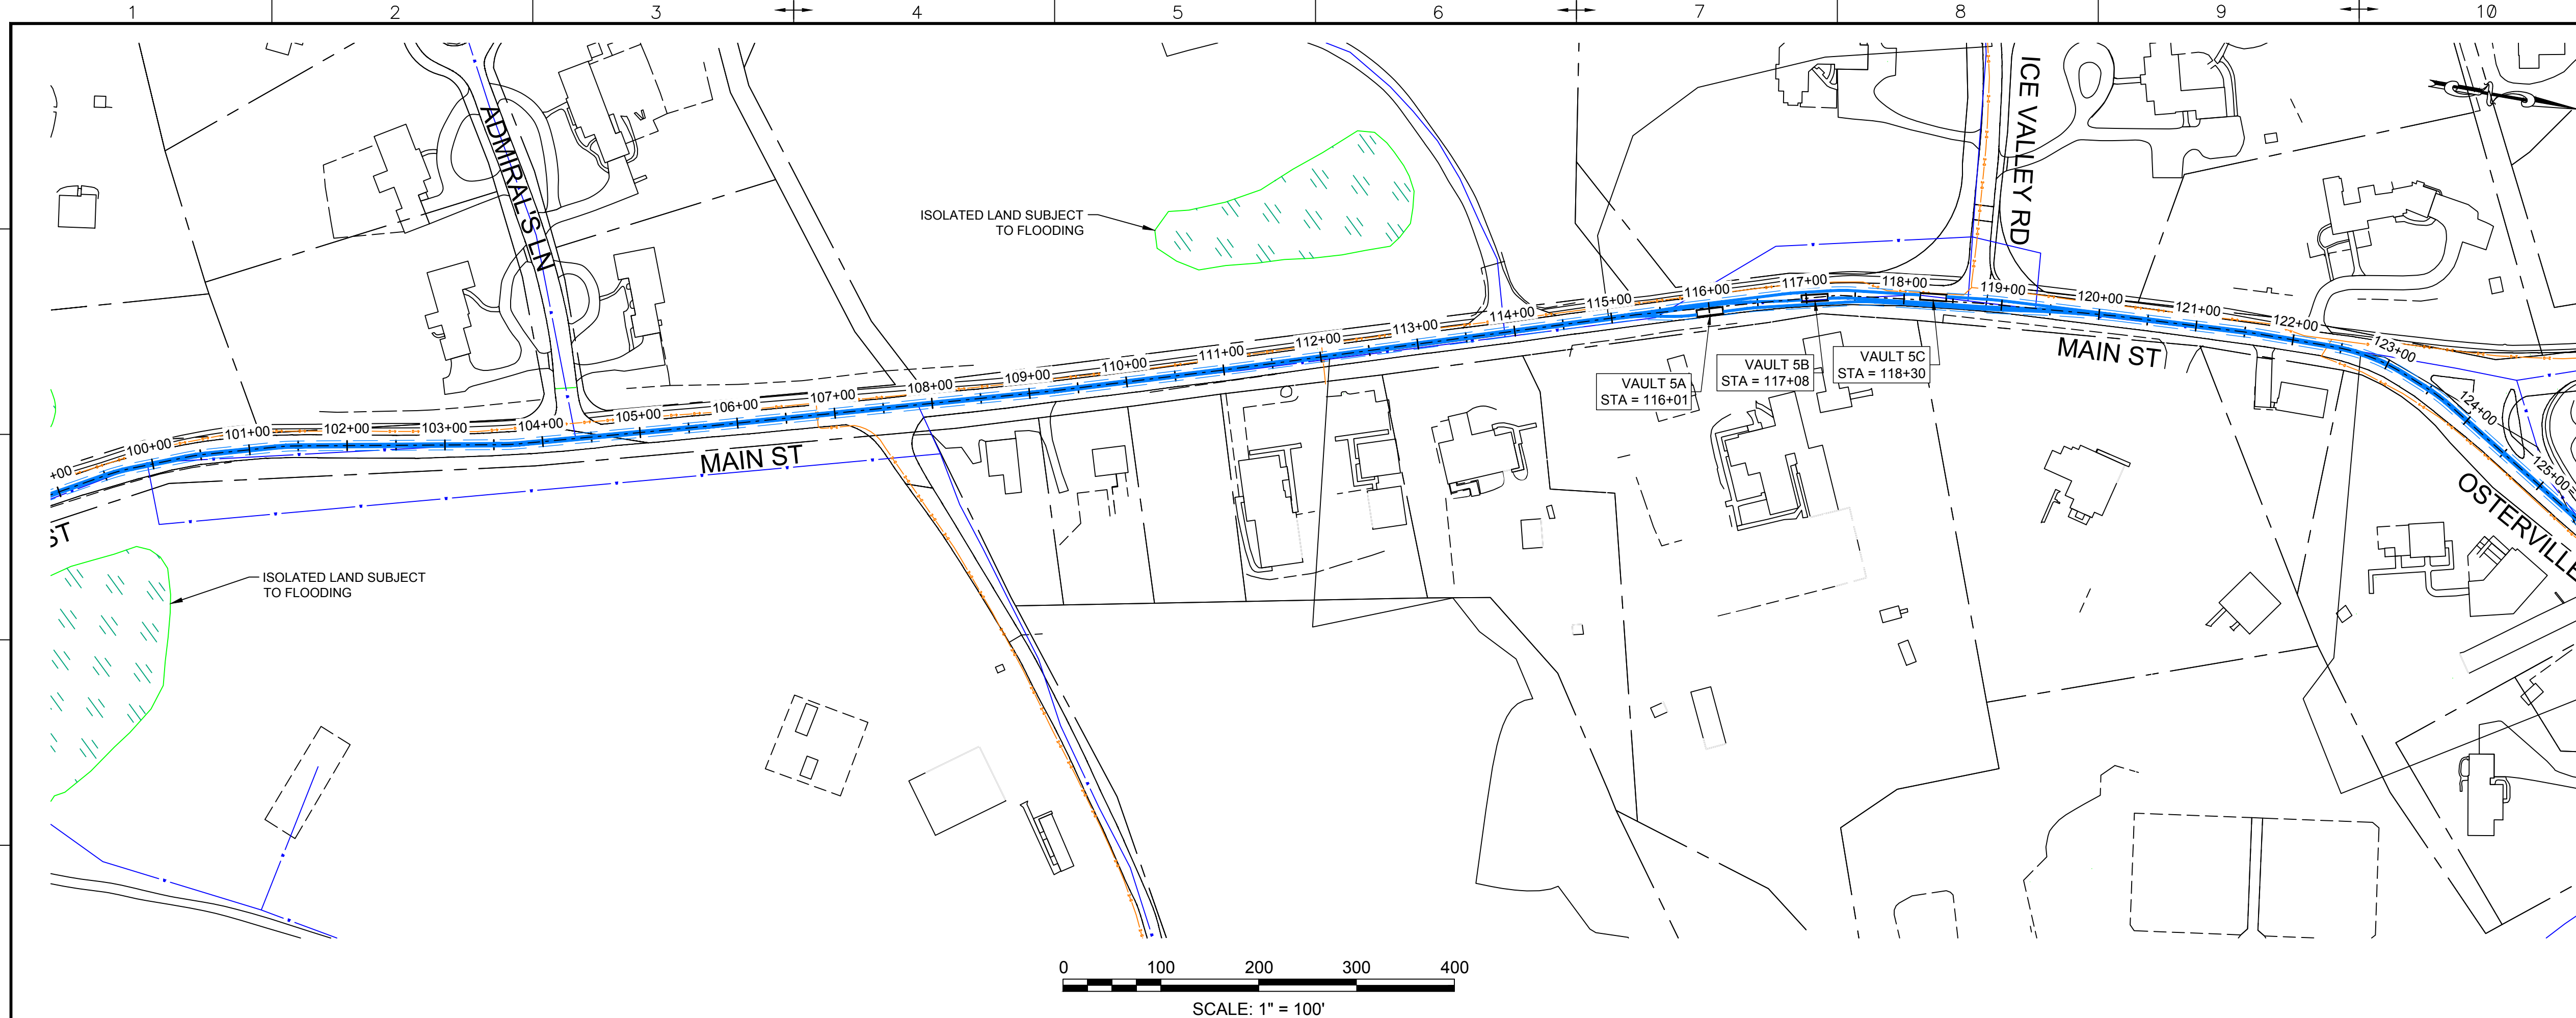 1 2 3 4 5 6 7 8 9 10
ADMIRAL'S LN
ICE VALLEY RD
ISOLATED LAND SUBJECT
TO FLOODING
+00 100+00 101+00 102+00 103+00 104+00 105+00 106+00 107+00 108+00 109+00 110+00 111+00 112+00 113+00 114+00 115+00 116+00 117+00 118+00 119+00 120+00 121+00 122+00 123+00 124+00 125+00
VAULT 5A
STA = 116+01
VAULT 5B
STA = 117+08
VAULT 5C
STA = 118+30
MAIN ST
MAIN ST
ST
OSTERVILLE
ISOLATED LAND SUBJECT
TO FLOODING
0 100 200 300 400
SCALE: 1" = 100'